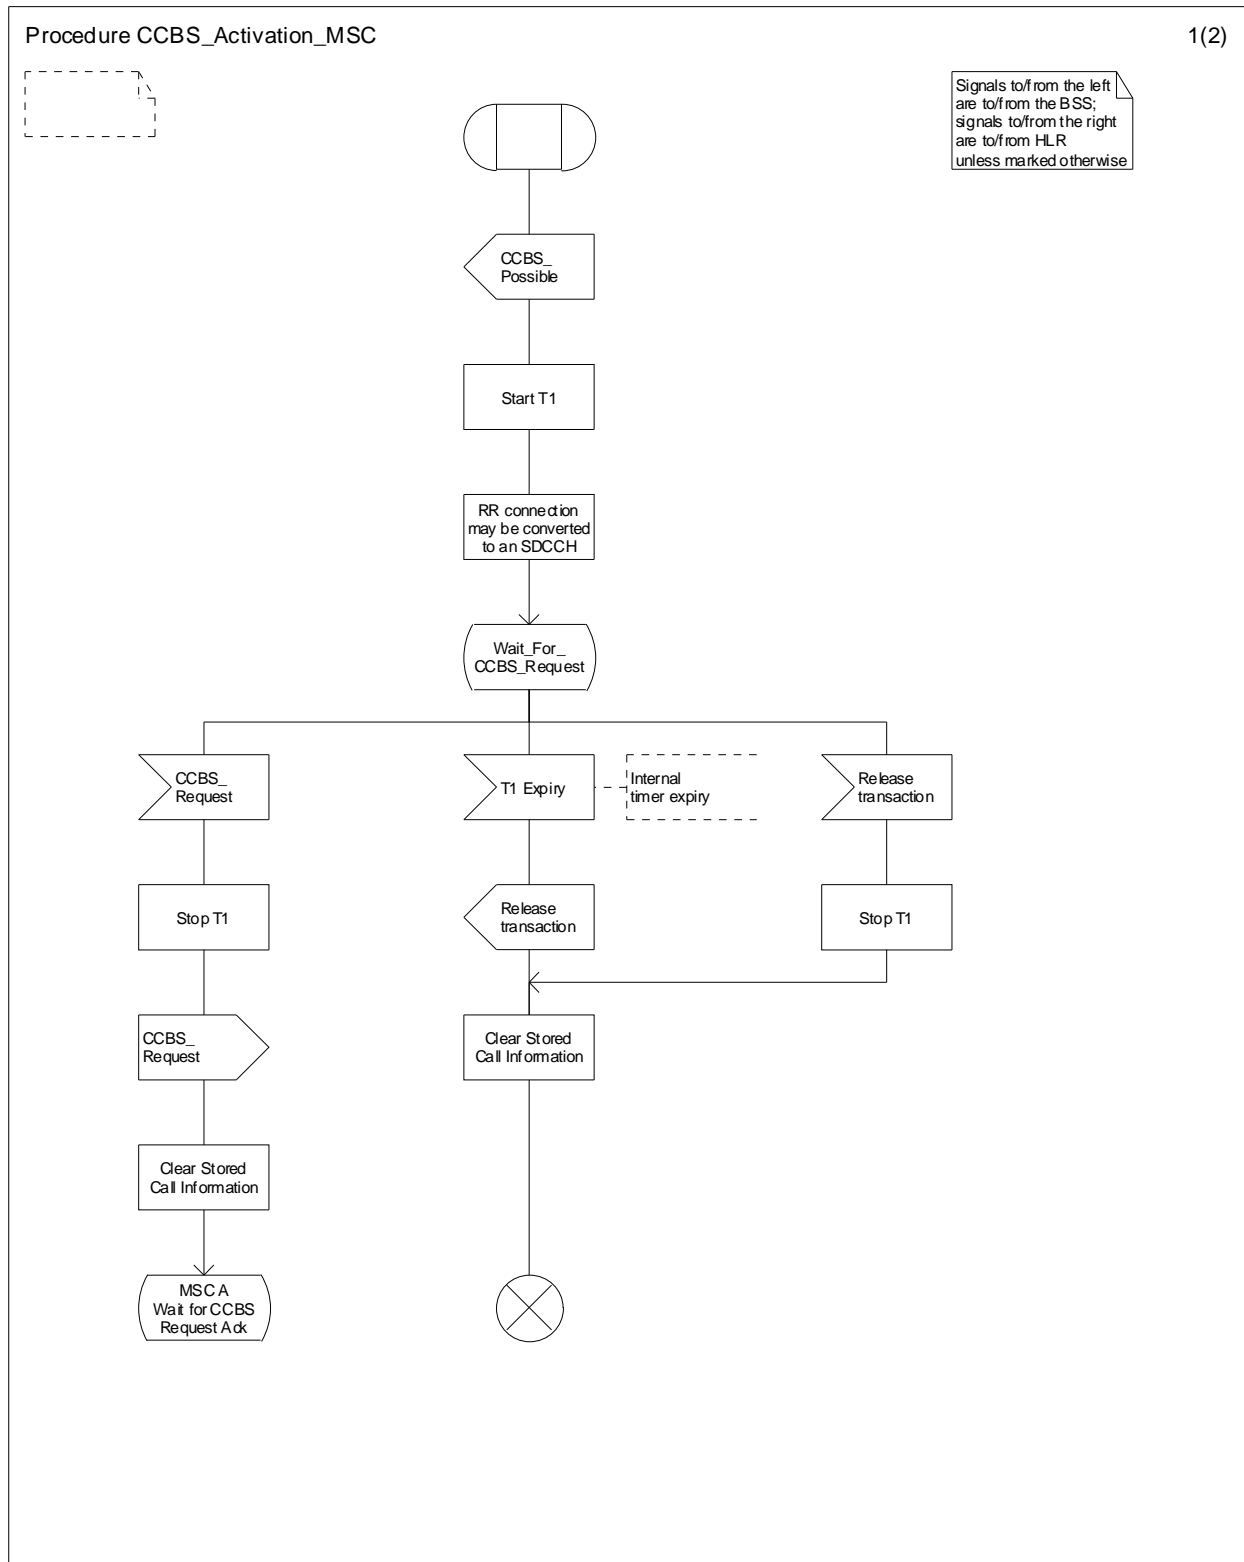 Procedure CCBS_Activation_MSC
1(2)
Signals to/from the left
are to/from the BSS;
signals to/from the right
are to/from HLR
unless marked otherwise
CCBS_
Possible
Start T1
RR connection
may be converted
to an SDCCH
Wait_For_
CCBS_Request
CCBS_
Request
T1 Expiry
Internal
timer expiry
Release
transaction
Stop T1
Release
transaction
Stop T1
CCBS_
Request
Clear Stored
Call Information
Clear Stored
Call Information
MSC A
Wait for CCBS
Request Ack